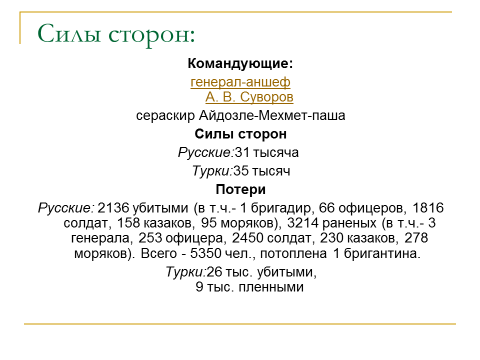 Силы сторон:
Командующие:
генерал-аншеф
А. В. Суворов
сераскир Айдозле-Мехмет-паша
Силы сторон
Русские:31 тысяча
Турки:35 тысяч
Потери
Русские: 2136 убитыми (в т.ч.- 1 бригадир, 66 офицеров, 1816
солдат, 158 казаков, 95 моряков), 3214 раненых (в т.ч.- 3
генерала, 253 офицера, 2450 солдат, 230 казаков, 278
моряков). Всего - 5350 чел., потоплена 1 бригантина.
Турки:26 тыс. убитыми,
9 тыс. пленными